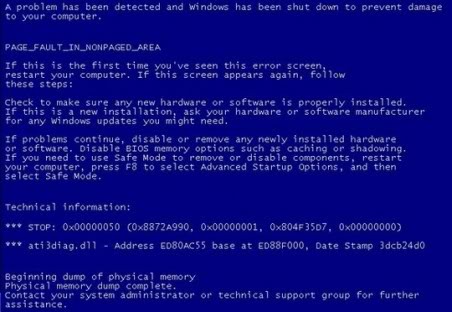 A problem has been detected and Windows has been shut down to prevent damage
to your computer.
PAGE_FAULT_IN_NONPAGED_AREA
If this is the first time you've seen this error screen,
restart your computer. If this screen appears again, follow
these steps:
Check to make sure any new hardware or software is properly installed.
If this is a new installation, ask your hardware or software manufacturer
for any Windows updates you might need.
If problems continue, disable or remove any newly installed hardware
or software. Disable BIOS memory options such as caching or shadowing.
If you need to use Safe Mode to remove or disable components, restart
your computer, press F8 to select Advanced Startup Options, and then
select Safe Mode.
Technical information:
*** STOP: 0x00000050 (0x8872A990, 0x00000001, 0x804F35D7, 0x00000000)
*** ati3diag.dll - Address ED80AC55 base at ED88F000, Date Stamp 3dcb24d0
Beginning dump of physical memory
Physical memory dump complete.
Contact your system administrator or technical support group for further
assistance.